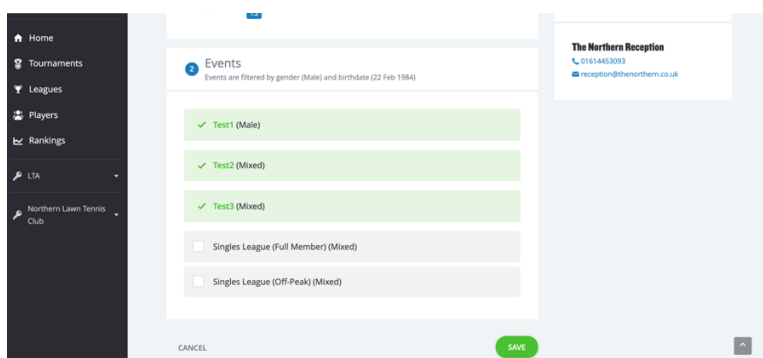 Home
Tournaments
Leagues
Players
Rankings
LTA
Northern Lawn Tennis
Club
2
Events
Events are filtered by gender (Male) and birthdate (22 Feb 1984)
Test1 (Male)
Test2 (Mixed)
Test3 (Mixed)
Singles League (Full Member) (Mixed)
Singles League (Off-Peak) (Mixed)
CANCEL
SAVE
The Northern Reception
01614453093
reception@thenorthern.co.uk